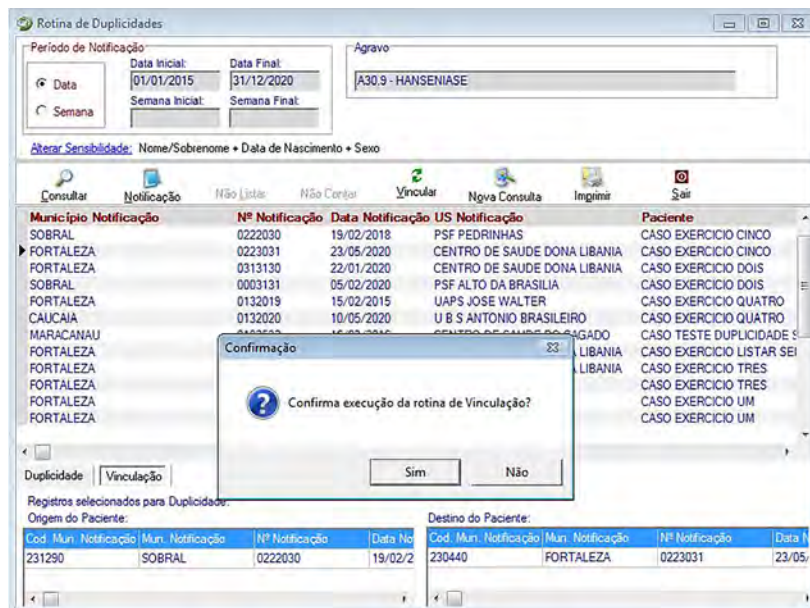 Rotina de Duplicidades
Período de Notificação
Data Inicial:
Data Final:
Agravo
Data
01/01/2015
31/12/2020
A30.9 - HANSENIASE
Semana Inicial:
Semana Final:
Semana
Alterar Sensibilidade: Nome/Sobrenome + Data de Nascimento + Sexo
Consultar Notificação Não Listar Não Contar Vincular Nova Consulta Imprimir Sair
Município Notificação Nº Notificação Data Notificação US Notificação Paciente
SOBRAL 0222030 19/02/2018 PSF PEDRINHAS CASO EXERCICIO CINCO
FORTALEZA 0223031 23/05/2020 CENTRO DE SAUDE DONA LIBANIA CASO EXERCICIO CINCO
FORTALEZA 0313130 22/01/2020 CENTRO DE SAUDE DONA LIBANIA CASO EXERCICIO DOIS
SOBRAL 0003131 05/02/2020 PSF ALTO DA BRASILIA CASO EXERCICIO DOIS
FORTALEZA 0132019 15/02/2015 UAPS JOSE WALTER CASO EXERCICIO QUATRO
CAUCAIA 0132020 10/05/2020 U B S ANTONIO BRASILEIRO CASO EXERCICIO QUATRO
MARACANAU CASO TESTE DUPLICIDADE S
FORTALEZA LIBANIA CASO EXERCICIO LISTAR SE
FORTALEZA LIBANIA CASO EXERCICIO TRES
FORTALEZA CASO EXERCICIO TRES
FORTALEZA CASO EXERCICIO UM
FORTALEZA CASO EXERCICIO UM
Confirmação
Confirma execução da rotina de Vinculação?
Sim Não
Duplicidade Vinculação
Registros selecionados para Duplicidade:
Origem do Paciente:
Destino do Paciente:
Cod. Mun. Notificação Mun. Notificação Nº Notificação Data No
Cod. Mun. Notificação Mun. Notificação Nº Notificação Data N
231290 SOBRAL 0222030 19/02/2
230440 FORTALEZA 0223031 23/05/